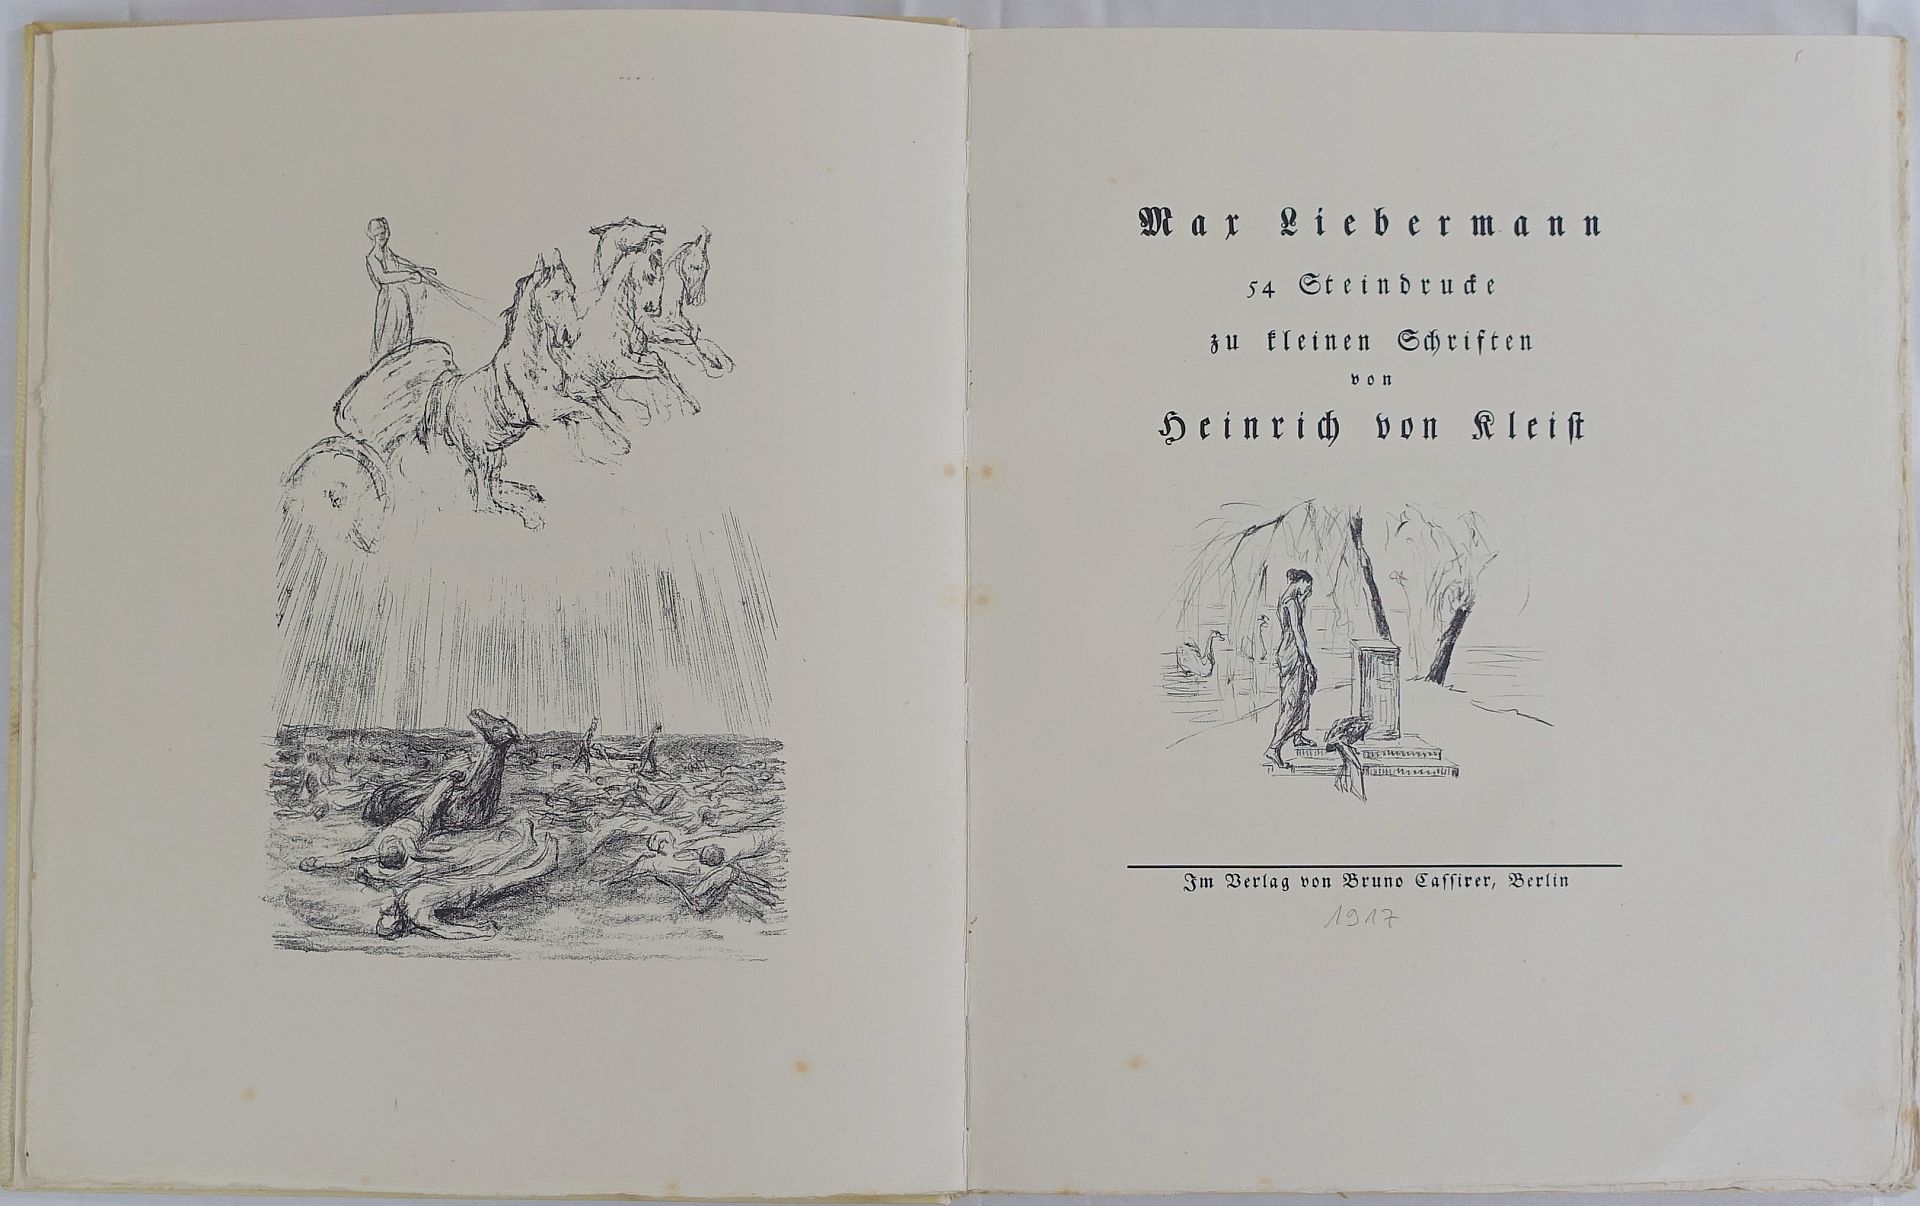 Max Liebermann
54 Steindrucke
zu kleinen Schriften
von
Heinrich von Kleist
Im Verlag von Bruno Cassirer, Berlin
1917